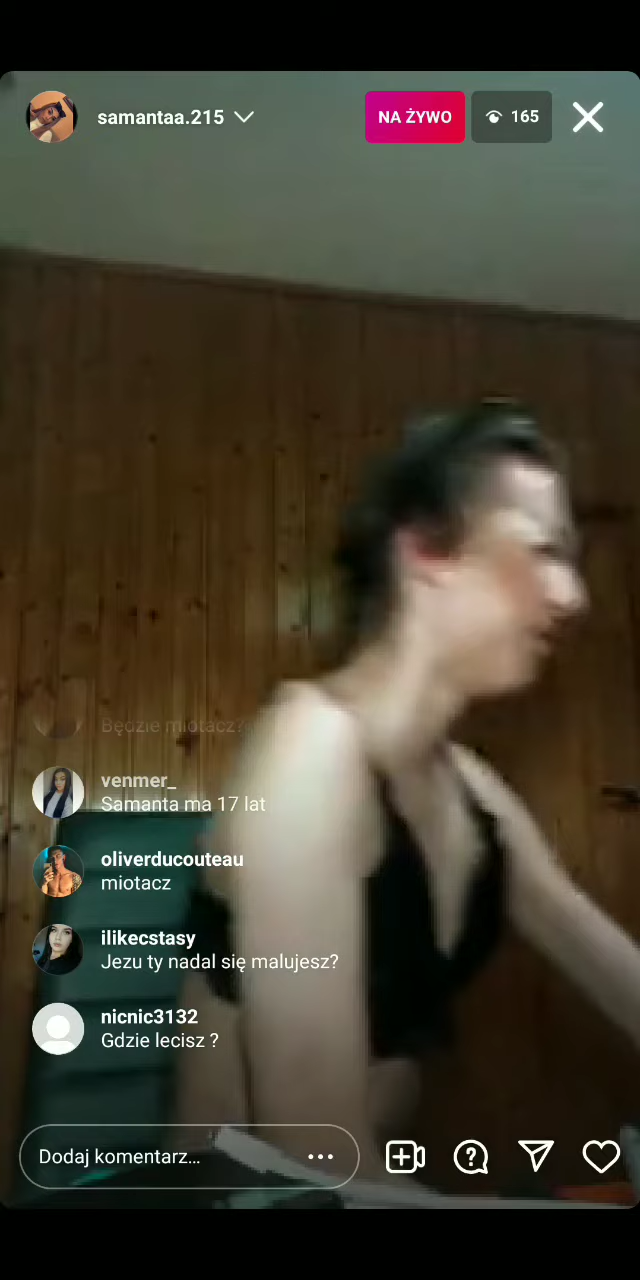 samantaa.215
NA ŻYWO
165
Będzie miotacz?
venmer_
Samanta ma 17 lat
oliverducouteau
miotacz
ilikecstasy
Jezu ty nadal się malujesz?
nicnic3132
Gdzie lecisz ?
Dodaj komentarz...